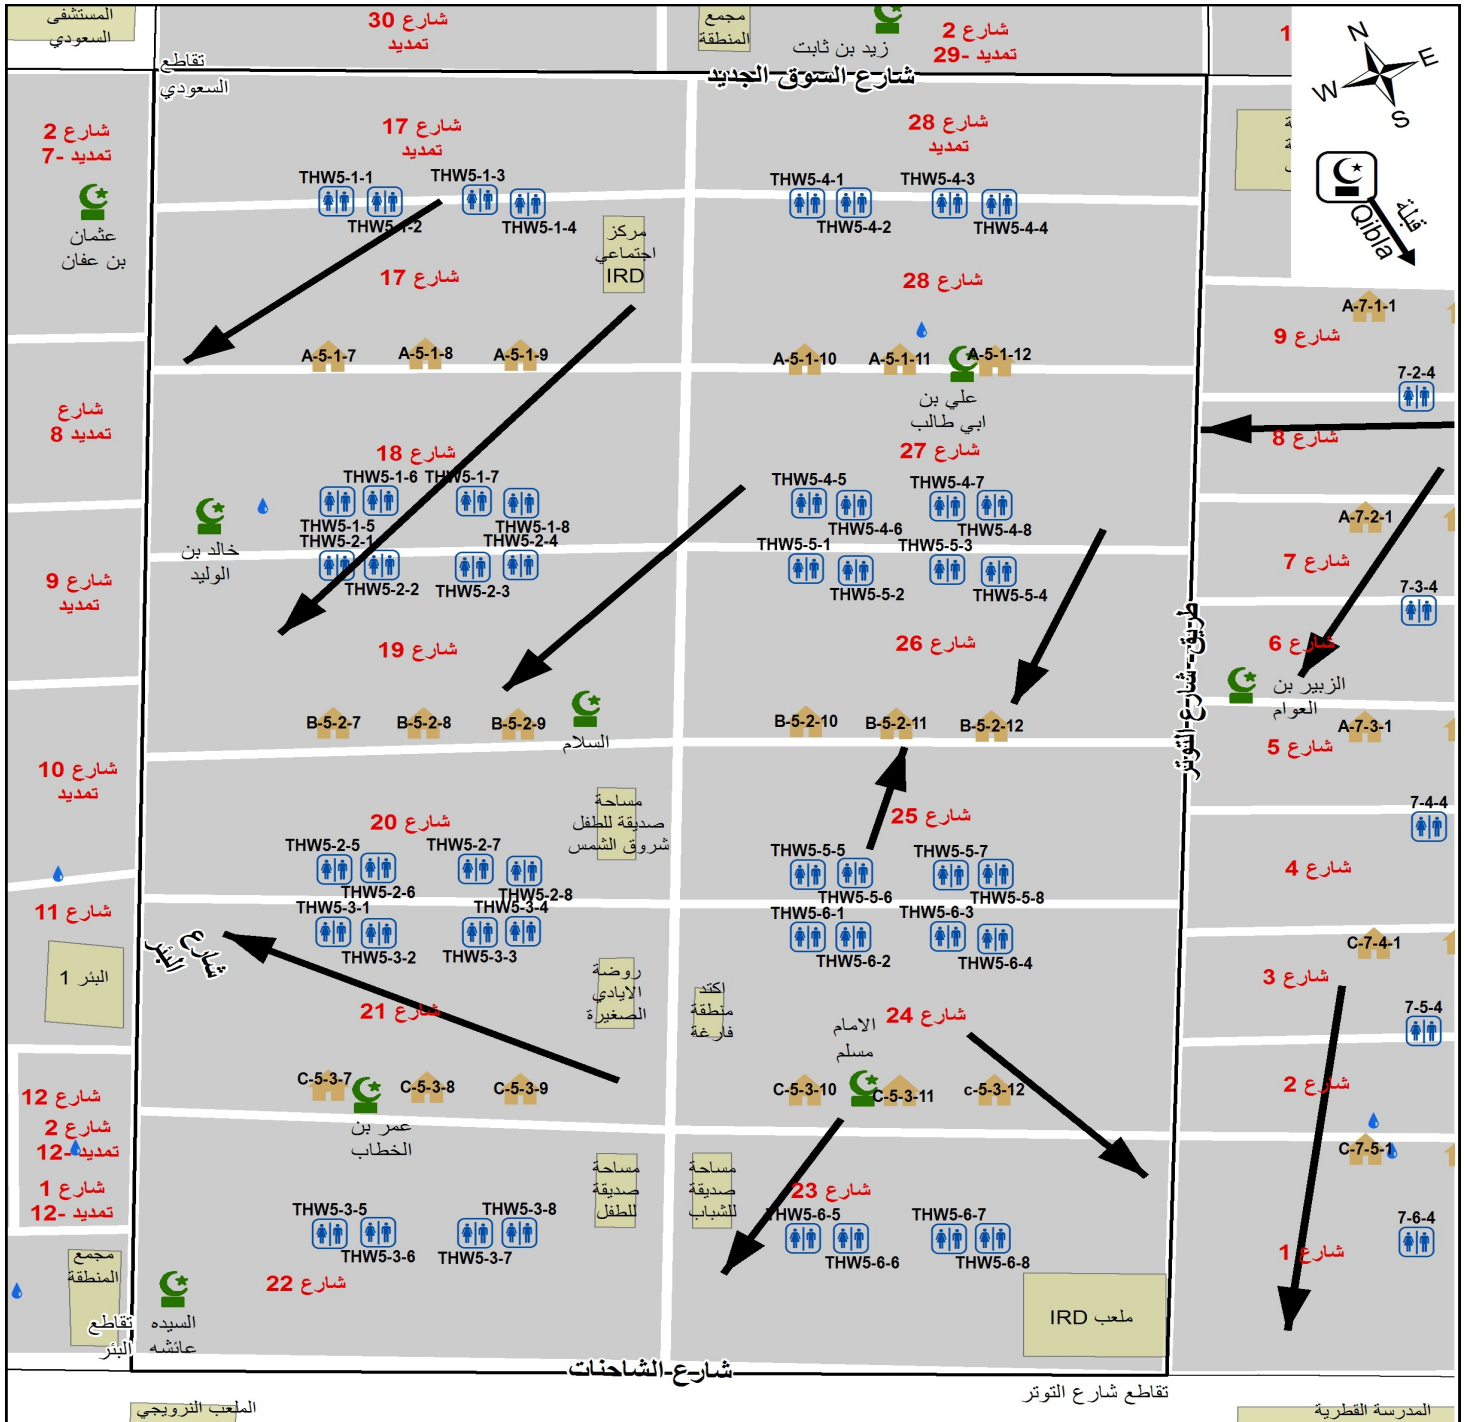 المستشفى
السعودي
شارع 30
تمديد
مجمع
المنطقة
زيد بن ثابت
شارع 2
تمديد -29
1
تقاطع
السعودي
شارع السوق الجديد
N
E
W
S
قبلة
Qibla
شارع 2
تمديد -7
عثمان
بن عفان
شارع 17
تمديد
شارع 28
تمديد
THW5-1-1
THW5-1-2
THW5-1-3
THW5-1-4
THW5-4-1
THW5-4-2
THW5-4-3
THW5-4-4
مركز
اجتماعي
IRD
شارع 17
شارع 28
A-5-1-7
A-5-1-8
A-5-1-9
A-5-1-10
A-5-1-11
A-5-1-12
علي بن
ابي طالب
A-7-1-1
شارع 9
7-2-4
شارع
تمديد 8
شارع 18
شارع 27
شارع 8
THW5-1-6
THW5-1-7
THW5-1-5
THW5-1-8
THW5-2-1
THW5-2-4
THW5-2-2
THW5-2-3
THW5-4-5
THW5-4-7
THW5-4-6
THW5-4-8
THW5-5-1
THW5-5-3
THW5-5-2
THW5-5-4
خالد بن
الوليد
A-7-2-1
شارع 7
7-3-4
شارع 9
تمديد
شارع 19
شارع 26
شارع 6
طريق شارع التوتر
الزبير بن
العوام
B-5-2-7
B-5-2-8
B-5-2-9
السلام
B-5-2-10
B-5-2-11
B-5-2-12
A-7-3-1
شارع 5
شارع 10
تمديد
مساحة
صديقة للطفل
شروق الشمس
شارع 20
شارع 25
7-4-4
THW5-2-5
THW5-2-7
THW5-2-6
THW5-2-8
THW5-3-1
THW5-3-4
THW5-3-2
THW5-3-3
THW5-5-5
THW5-5-7
THW5-5-6
THW5-5-8
THW5-6-1
THW5-6-3
THW5-6-2
THW5-6-4
شارع 4
شارع 11
شارع
البئر
البئر 1
روضة
الايادي
الصغيرة
اكتد
منطقة
فارغة
C-7-4-1
شارع 3
شارع 21
شارع 24
الامام
مسلم
7-5-4
C-5-3-7
C-5-3-8
C-5-3-9
C-5-3-10
C-5-3-11
c-5-3-12
شارع 2
شارع 12
شارع 2
تمديد -12
شارع 1
تمديد -12
عمر بن
الخطاب
C-7-5-1
مساحة
صديقة
للطفل
مساحة
صديقة
للشباب
شارع 23
THW5-3-5
THW5-3-8
THW5-3-6
THW5-3-7
THW5-6-5
THW5-6-7
THW5-6-6
THW5-6-8
7-6-4
شارع 1
مجمع
المنطقة
شارع 22
السيده
عائشه
ملعب IRD
تقاطع
البئر
شارع الشاحنات
تقاطع شارع التوتر
الملعب النرويجي
المدرسة القطرية